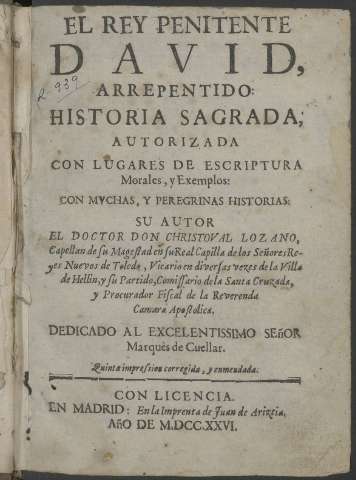 EL REY PENITENTE
DAVID,
R-939
ARREPENTIDO:
HISTORIA SAGRADA;
AUTORIZADA
CON LUGARES DE ESCRIPTURA
Morales, y Exemplos:
CON MVCHAS, Y PEREGRINAS HISTORIAS:
SU AUTOR
EL DOCTOR DON CHRISTOVAL LOZANO,
Capellan de su Magestad en su Real Capilla de los Señores Re-
yes Nuevos de Toledo, Vicario en diversas vezes de la Villa
de Hellin, y su Partido, Comissario de la Santa Cruzada,
y Procurador Fiscal de la Reverenda
Camara Apostolica.
DEDICADO AL EXCELENTISSIMO SEñOR
Marquès de Cuellar.
Quinta impression corregida, y enmendada.
CON LICENCIA.
EN MADRID: En la Imprenta de Juan de Ariztia,
AñO DE M.DCC.XXVI.